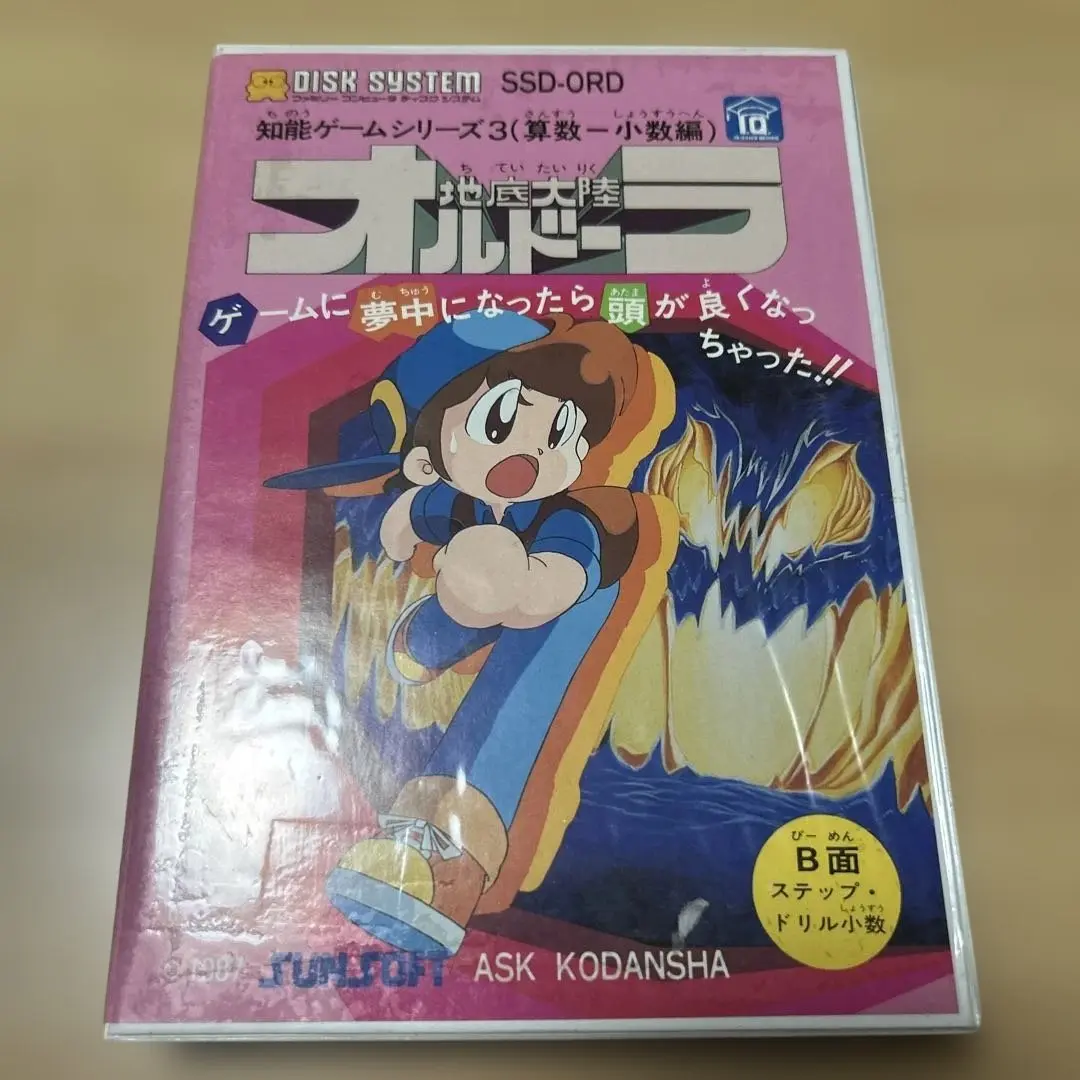 DISK SYSTEM SSD-ORD
ファミリー コンピュータ ディスク システム
ちのう さんすう しょうすうへん
知能ゲームシリーズ3(算数－小数編)
I.Q.
ち てい たい りく
地底大陸
オルドーラ
む ちゅう あたま よ
ゲームに夢中になったら頭が良くなっ
ちゃった!!
びー めん
B面
ステップ・
しょうすう
ドリル小数
©1987 SUNSOFT ASK KODANSHA